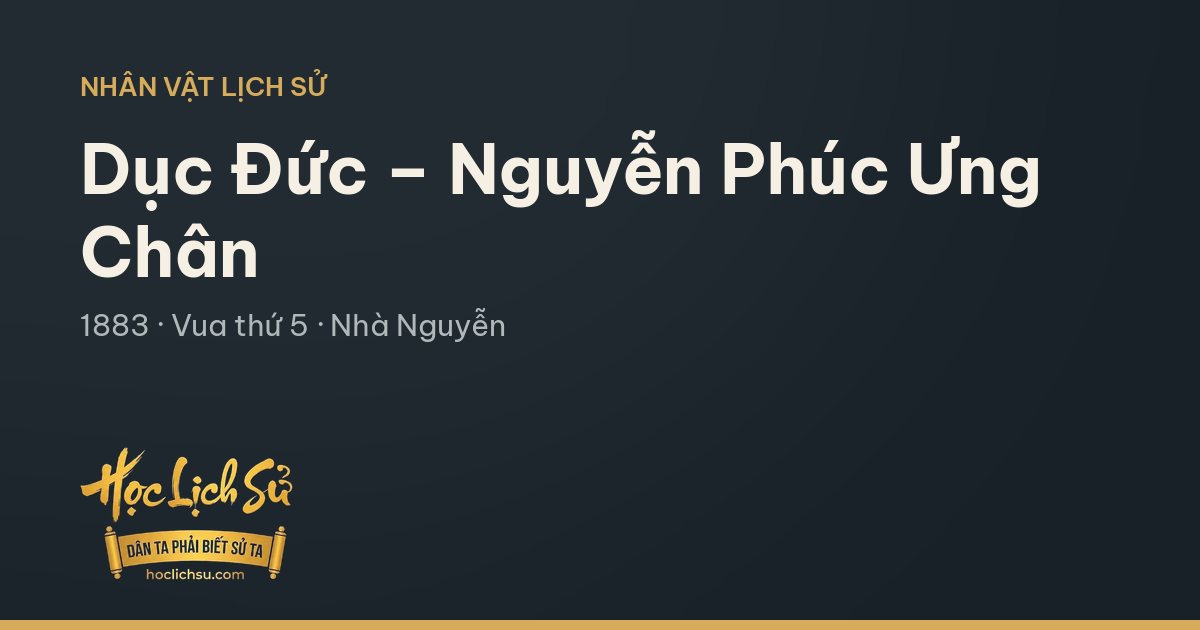 NHÂN VẬT LỊCH SỬ
Dục Đức – Nguyễn Phúc Ưng
Chân
1883 · Vua thứ 5 · Nhà Nguyễn
Học Lịch Sử
DÂN TA PHẢI BIẾT SỬ TA
hoclichsu.com